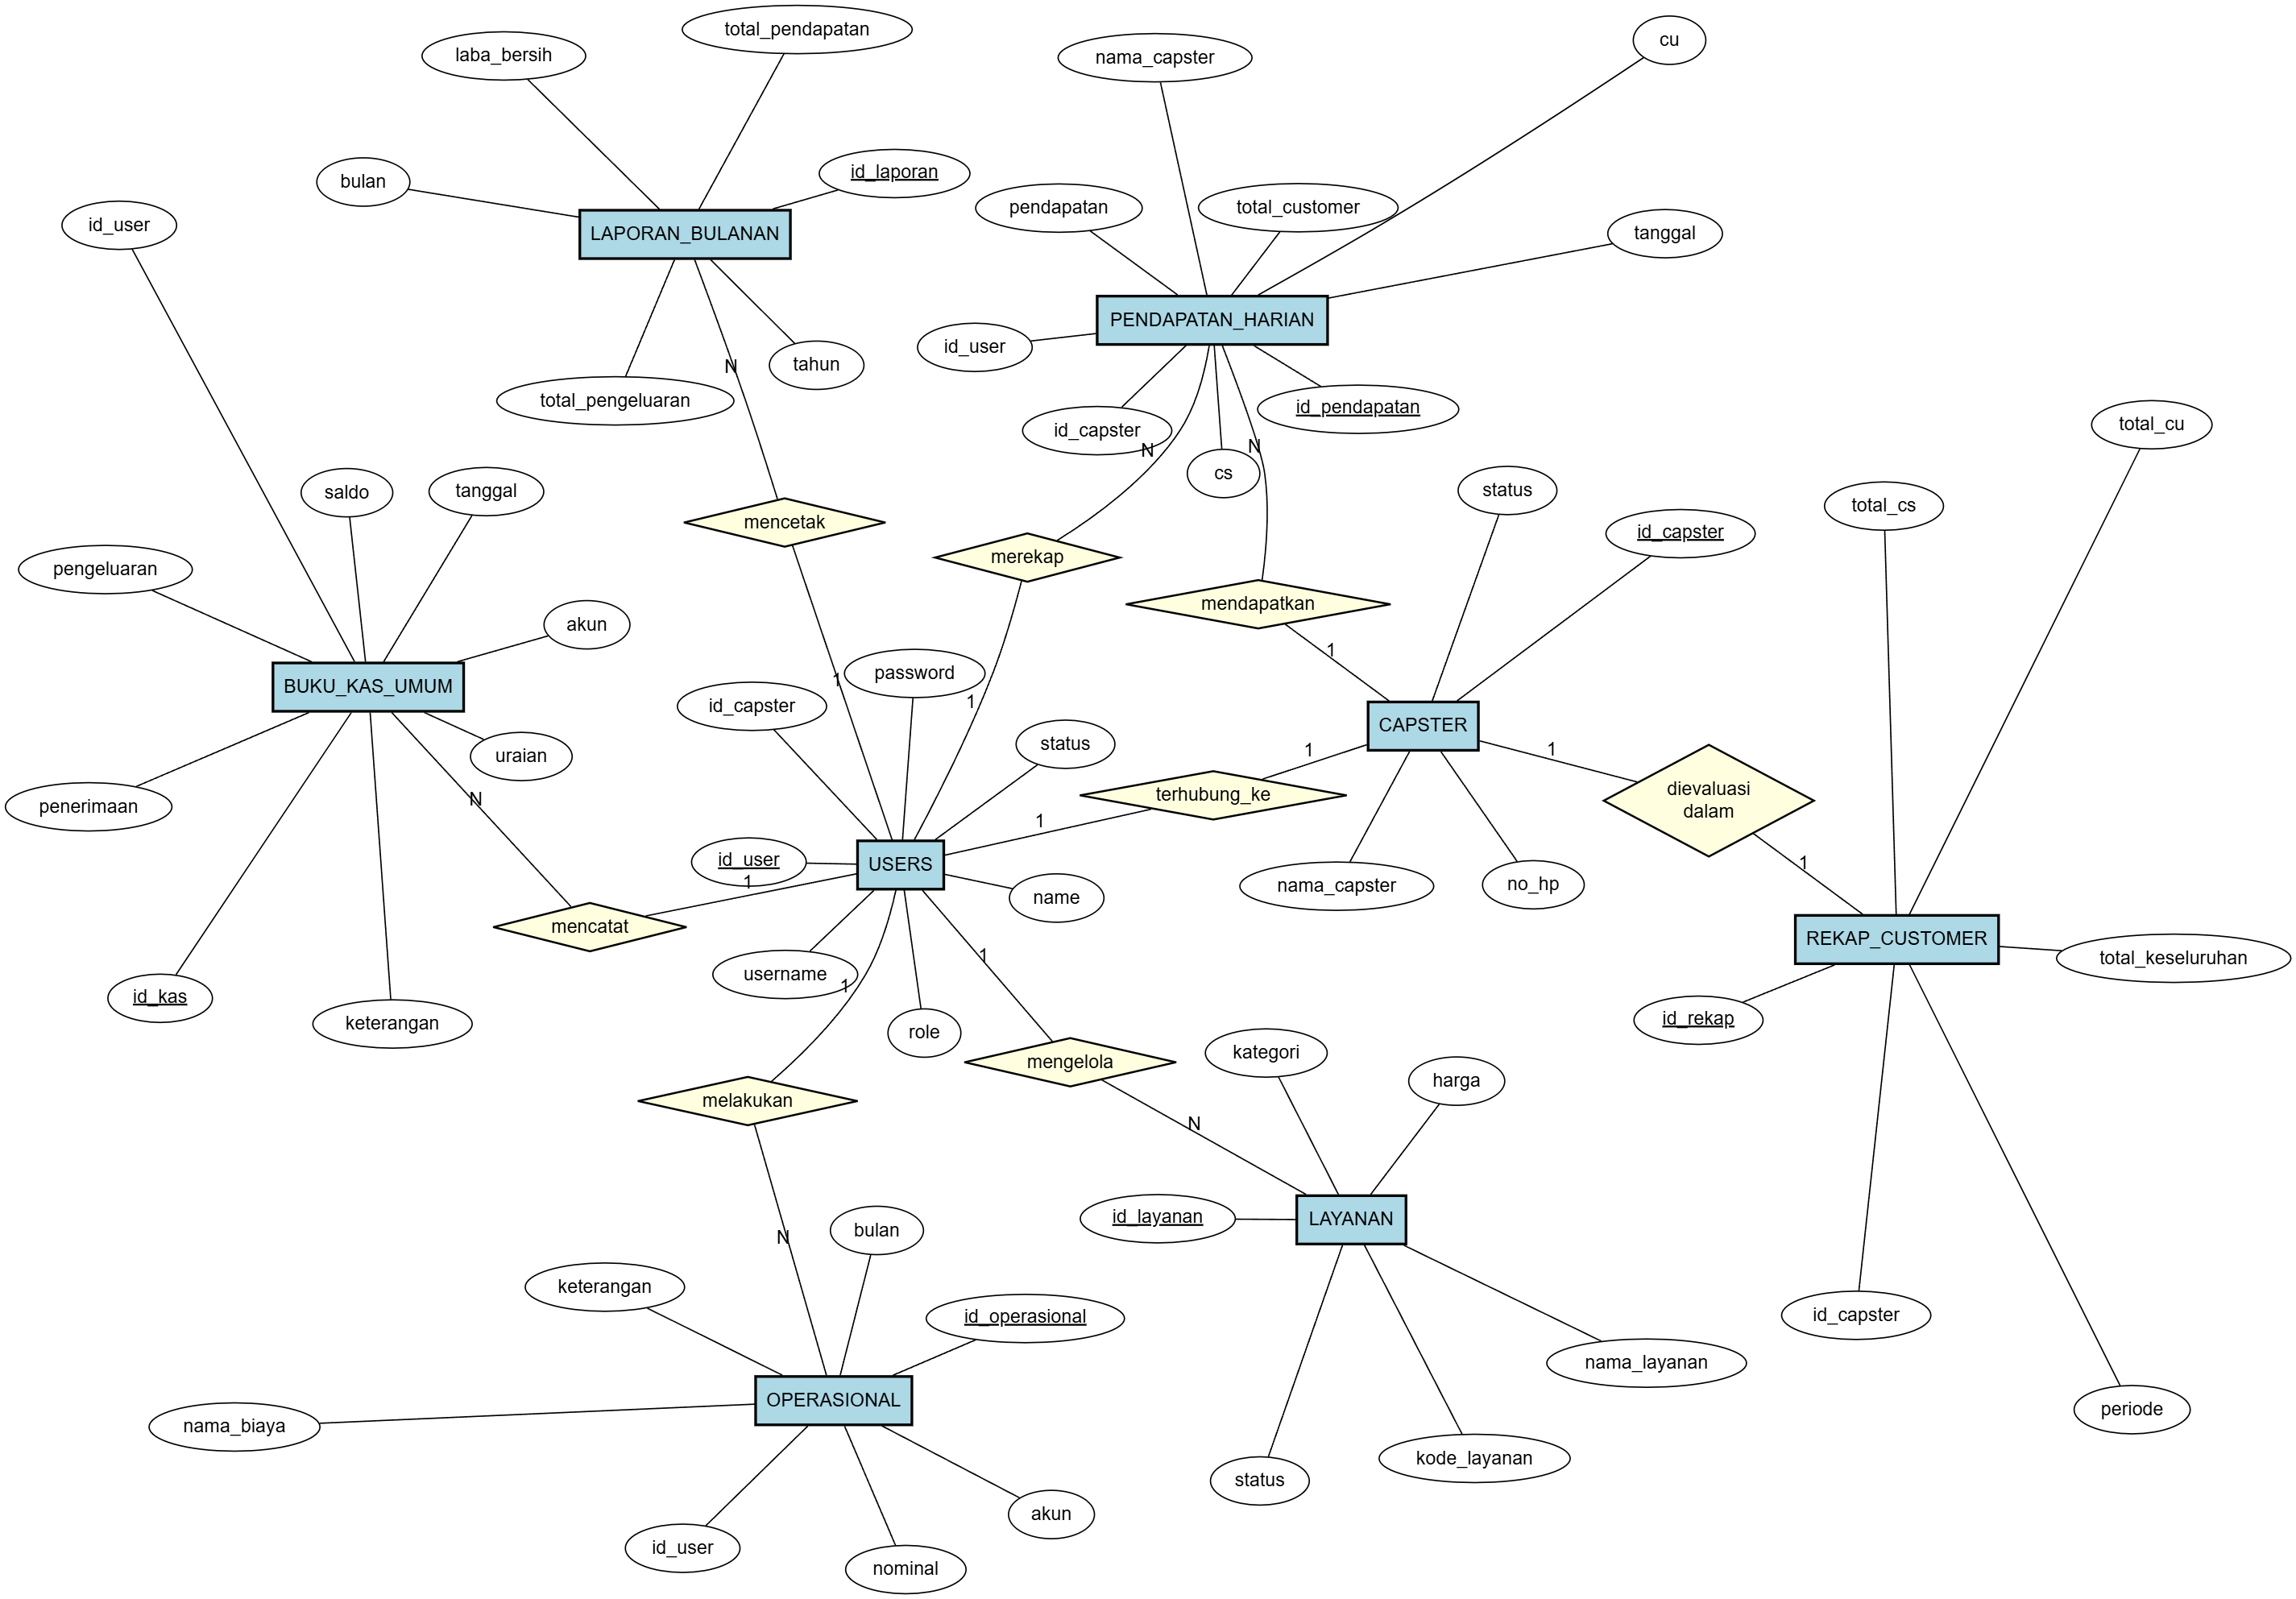 total_pendapatan
laba_bersih
cu
nama_capster
id_laporan
bulan
pendapatan
total_customer
id_user
LAPORAN_BULANAN
tanggal
PENDAPATAN_HARIAN
id_user
N
tahun
total_pengeluaran
id_pendapatan
id_capster
total_cu
N
N
cs
saldo
tanggal
status
total_cs
mencetak
id_capster
merekap
pengeluaran
mendapatkan
akun
1
password
1
BUKU_KAS_UMUM
id_capster
1
CAPSTER
status
1
1
uraian
dievaluasi
dalam
terhubung_ke
N
penerimaan
1
id_user
USERS
1
1
nama_capster
no_hp
name
mencatat
REKAP_CUSTOMER
1
total_keseluruhan
username
1
id_kas
keterangan
role
id_rekap
kategori
mengelola
harga
melakukan
N
id_layanan
LAYANAN
bulan
N
keterangan
id_operasional
id_capster
nama_layanan
OPERASIONAL
periode
nama_biaya
kode_layanan
status
akun
id_user
nominal